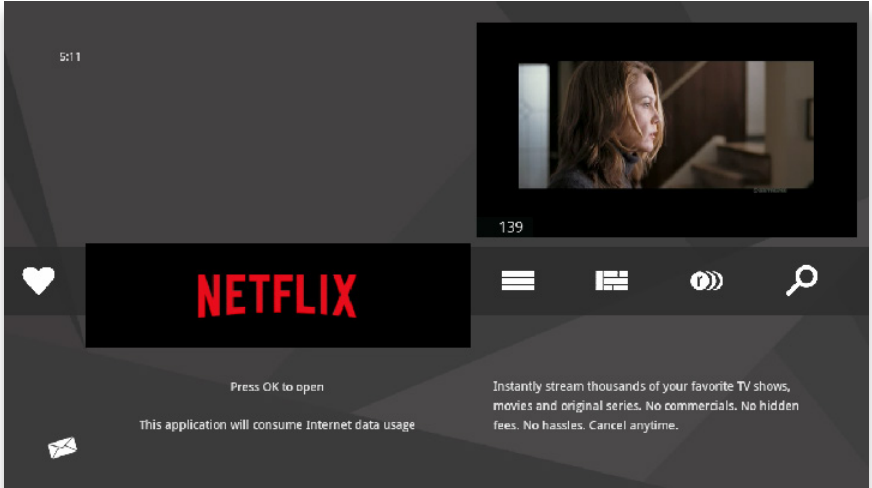 5:11
139
NETFLIX
r
Press OK to open
This application will consume Internet data usage
Instantly stream thousands of your favorite TV shows,
movies and original series. No commercials. No hidden
fees. No hassles. Cancel anytime.